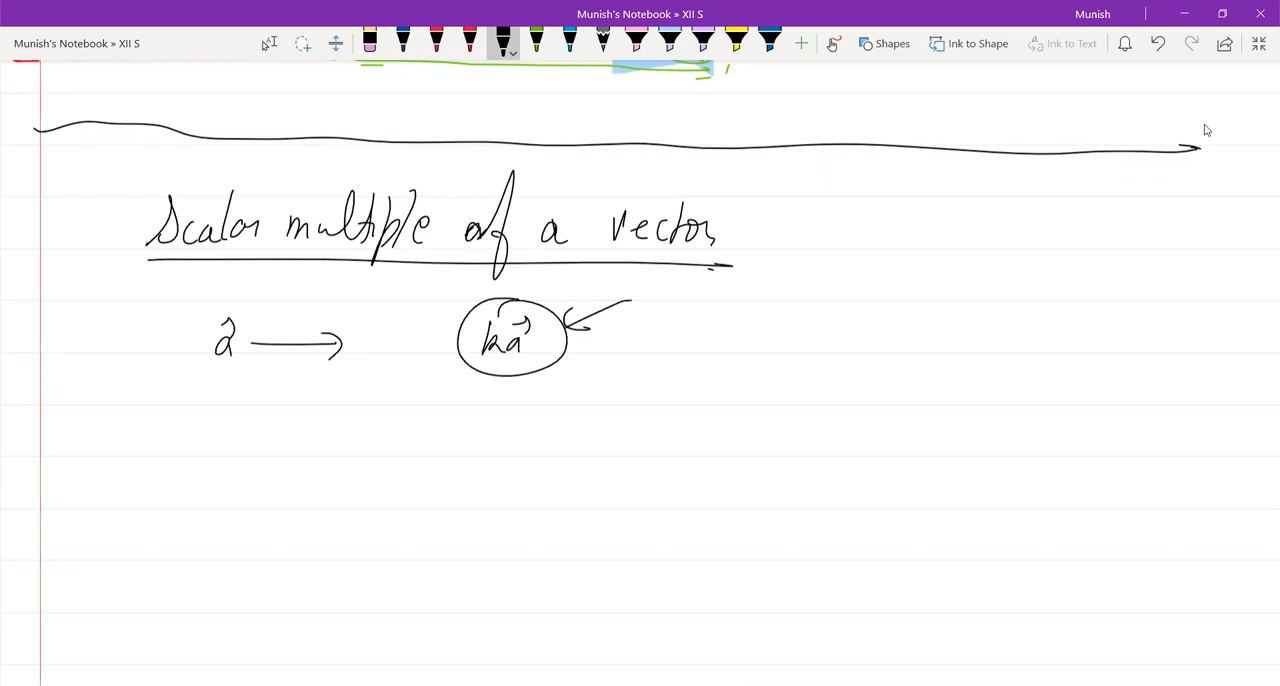 Munish's Notebook » XII S
Munish
Munish's Notebook » XII S
Shapes
Ink to Shape
Ink to Text
Scalar multiple of a vector
a⃗ ⟶ ka⃗